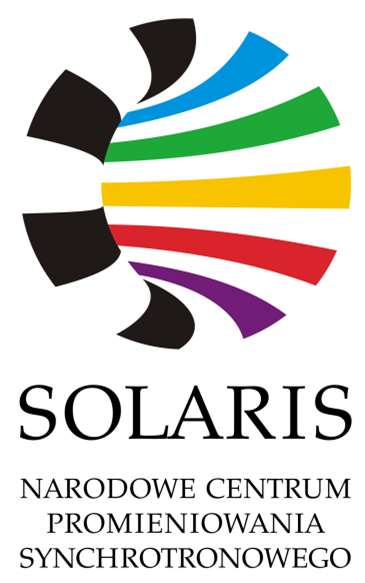 SOLARIS
NARODOWE CENTRUM
PROMIENIOWANIA
SYNCHROTRONOWEGO